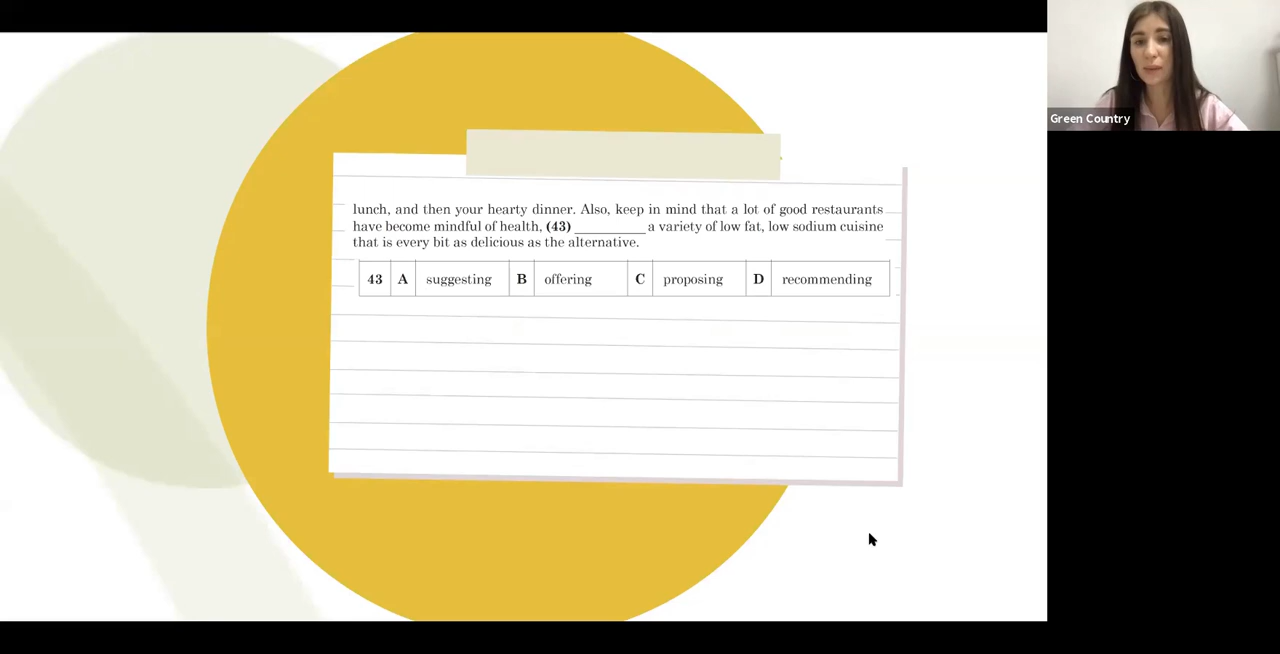 lunch, and then your hearty dinner. Also, keep in mind that a lot of good restaurants
have become mindful of health, (43) __________ a variety of low fat, low sodium cuisine
that is every bit as delicious as the alternative.
43 A suggesting B offering C proposing D recommending
Green Country